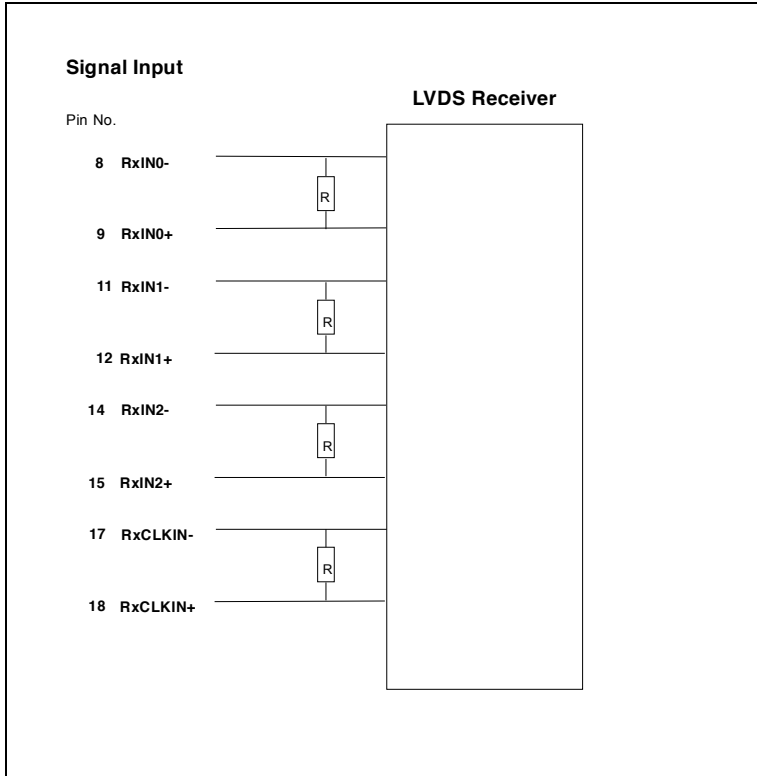 Signal Input
LVDS Receiver
Pin No.
8 RxIN0-
R
9 RxIN0+
11 RxIN1-
R
12 RxIN1+
14 RxIN2-
R
15 RxIN2+
17 RxCLKIN-
R
18 RxCLKIN+